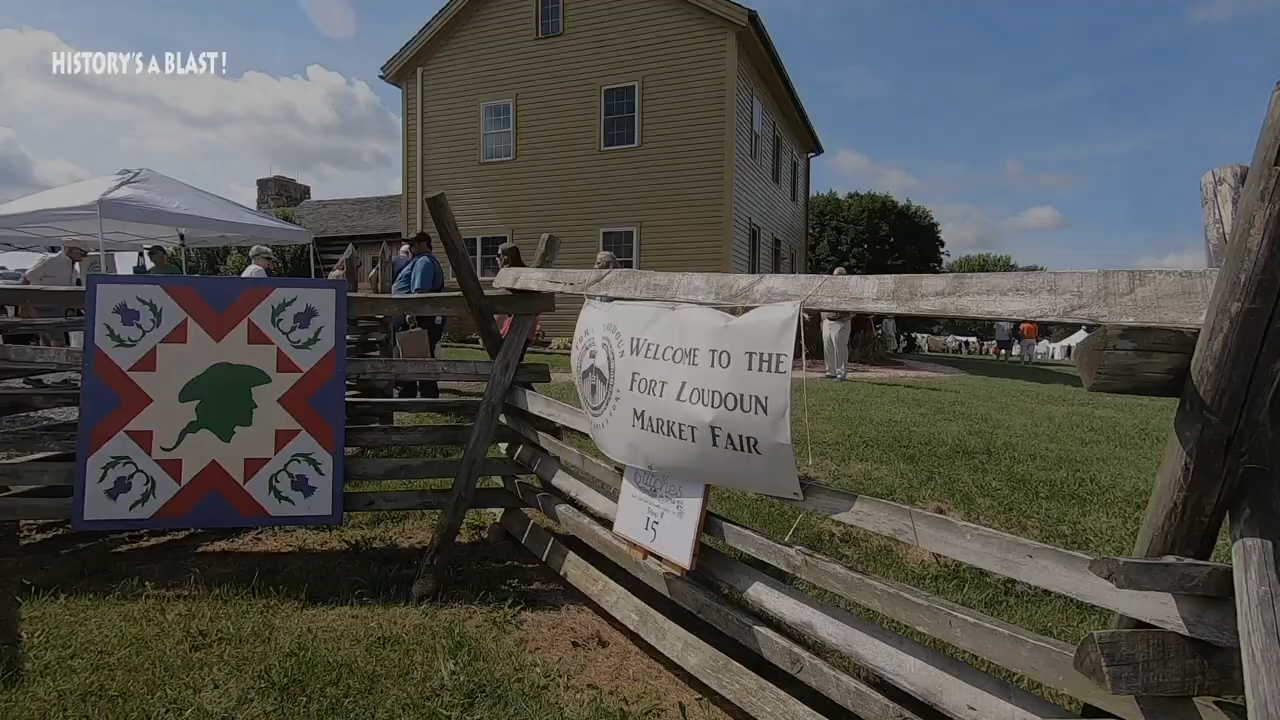 HISTORY'S A BLAST!
WELCOME TO THE
FORT LOUDOUN
MARKET FAIR
15